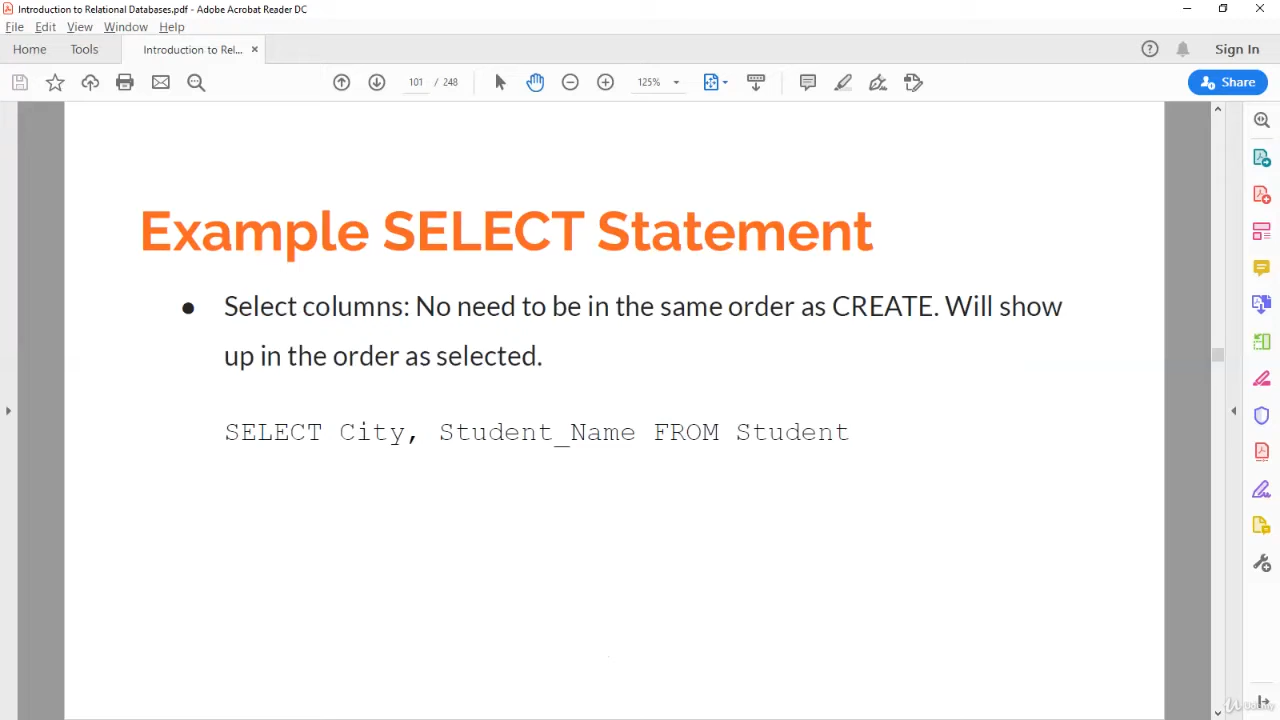 Introduction to Relational Databases.pdf - Adobe Acrobat Reader DC
File Edit View Window Help
Home Tools Introduction to Rel... × Sign In
101 / 248 125% Share
Example SELECT Statement
● Select columns: No need to be in the same order as CREATE. Will show
up in the order as selected.
SELECT City, Student_Name FROM Student
Udemy